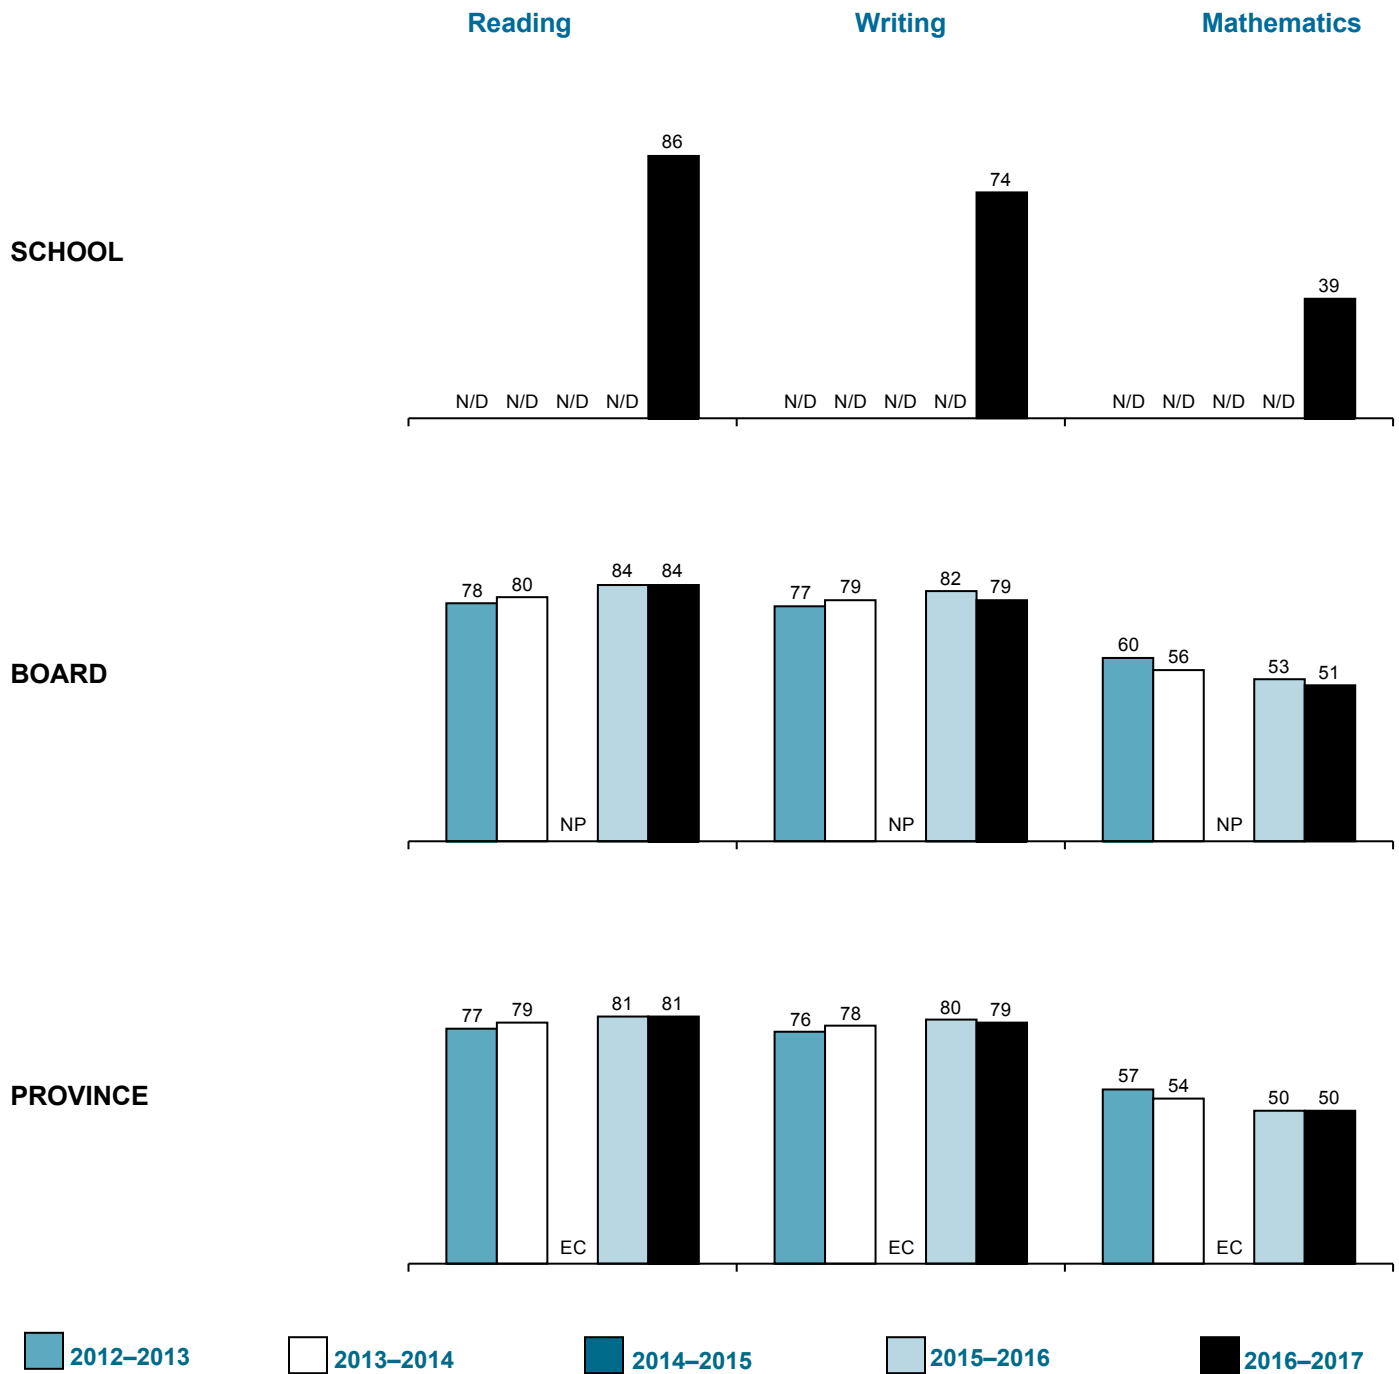 Reading Writing Mathematics
SCHOOL
86
74
39
N/D N/D N/D N/D N/D N/D N/D N/D N/D N/D N/D N/D
BOARD
78 80 84 84 77 79 82 79 60 56 53 51
NP NP NP
PROVINCE
77 79 81 81 76 78 80 79 57 54 50 50
EC EC EC
2012–2013 2013–2014 2014–2015 2015–2016 2016–2017